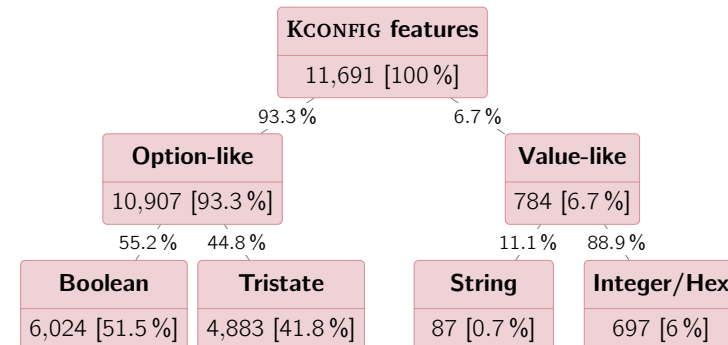 KCONFIG features
11,691 [100 %]
93.3 % 6.7 %
Option-like Value-like
10,907 [93.3 %] 784 [6.7 %]
55.2 % 44.8 % 11.1 % 88.9 %
Boolean Tristate String Integer/Hex
6,024 [51.5 %] 4,883 [41.8 %] 87 [0.7 %] 697 [6 %]